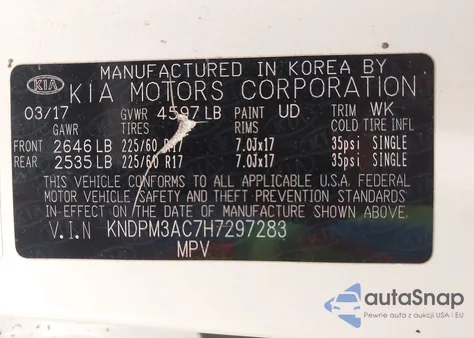 MANUFACTURED IN KOREA BY
KIA KIA MOTORS CORPORATION
03/17 GVWR 4597 LB PAINT UD TRIM WK
GAWR TIRES RIMS COLD TIRE INFL
FRONT 2646 LB 225/60 R17 7.0Jx17 35psi SINGLE
REAR 2535 LB 225/60 R17 7.0Jx17 35psi SINGLE
THIS VEHICLE CONFORMS TO ALL APPLICABLE U.S.A. FEDERAL
MOTOR VEHICLE SAFETY AND THEFT PREVENTION STANDARDS
IN EFFECT ON THE DATE OF MANUFACTURE SHOWN ABOVE.
V.I.N KNDPM3AC7H7297283
MPV
autoSnap
Pewne auta z aukcji USA i EU